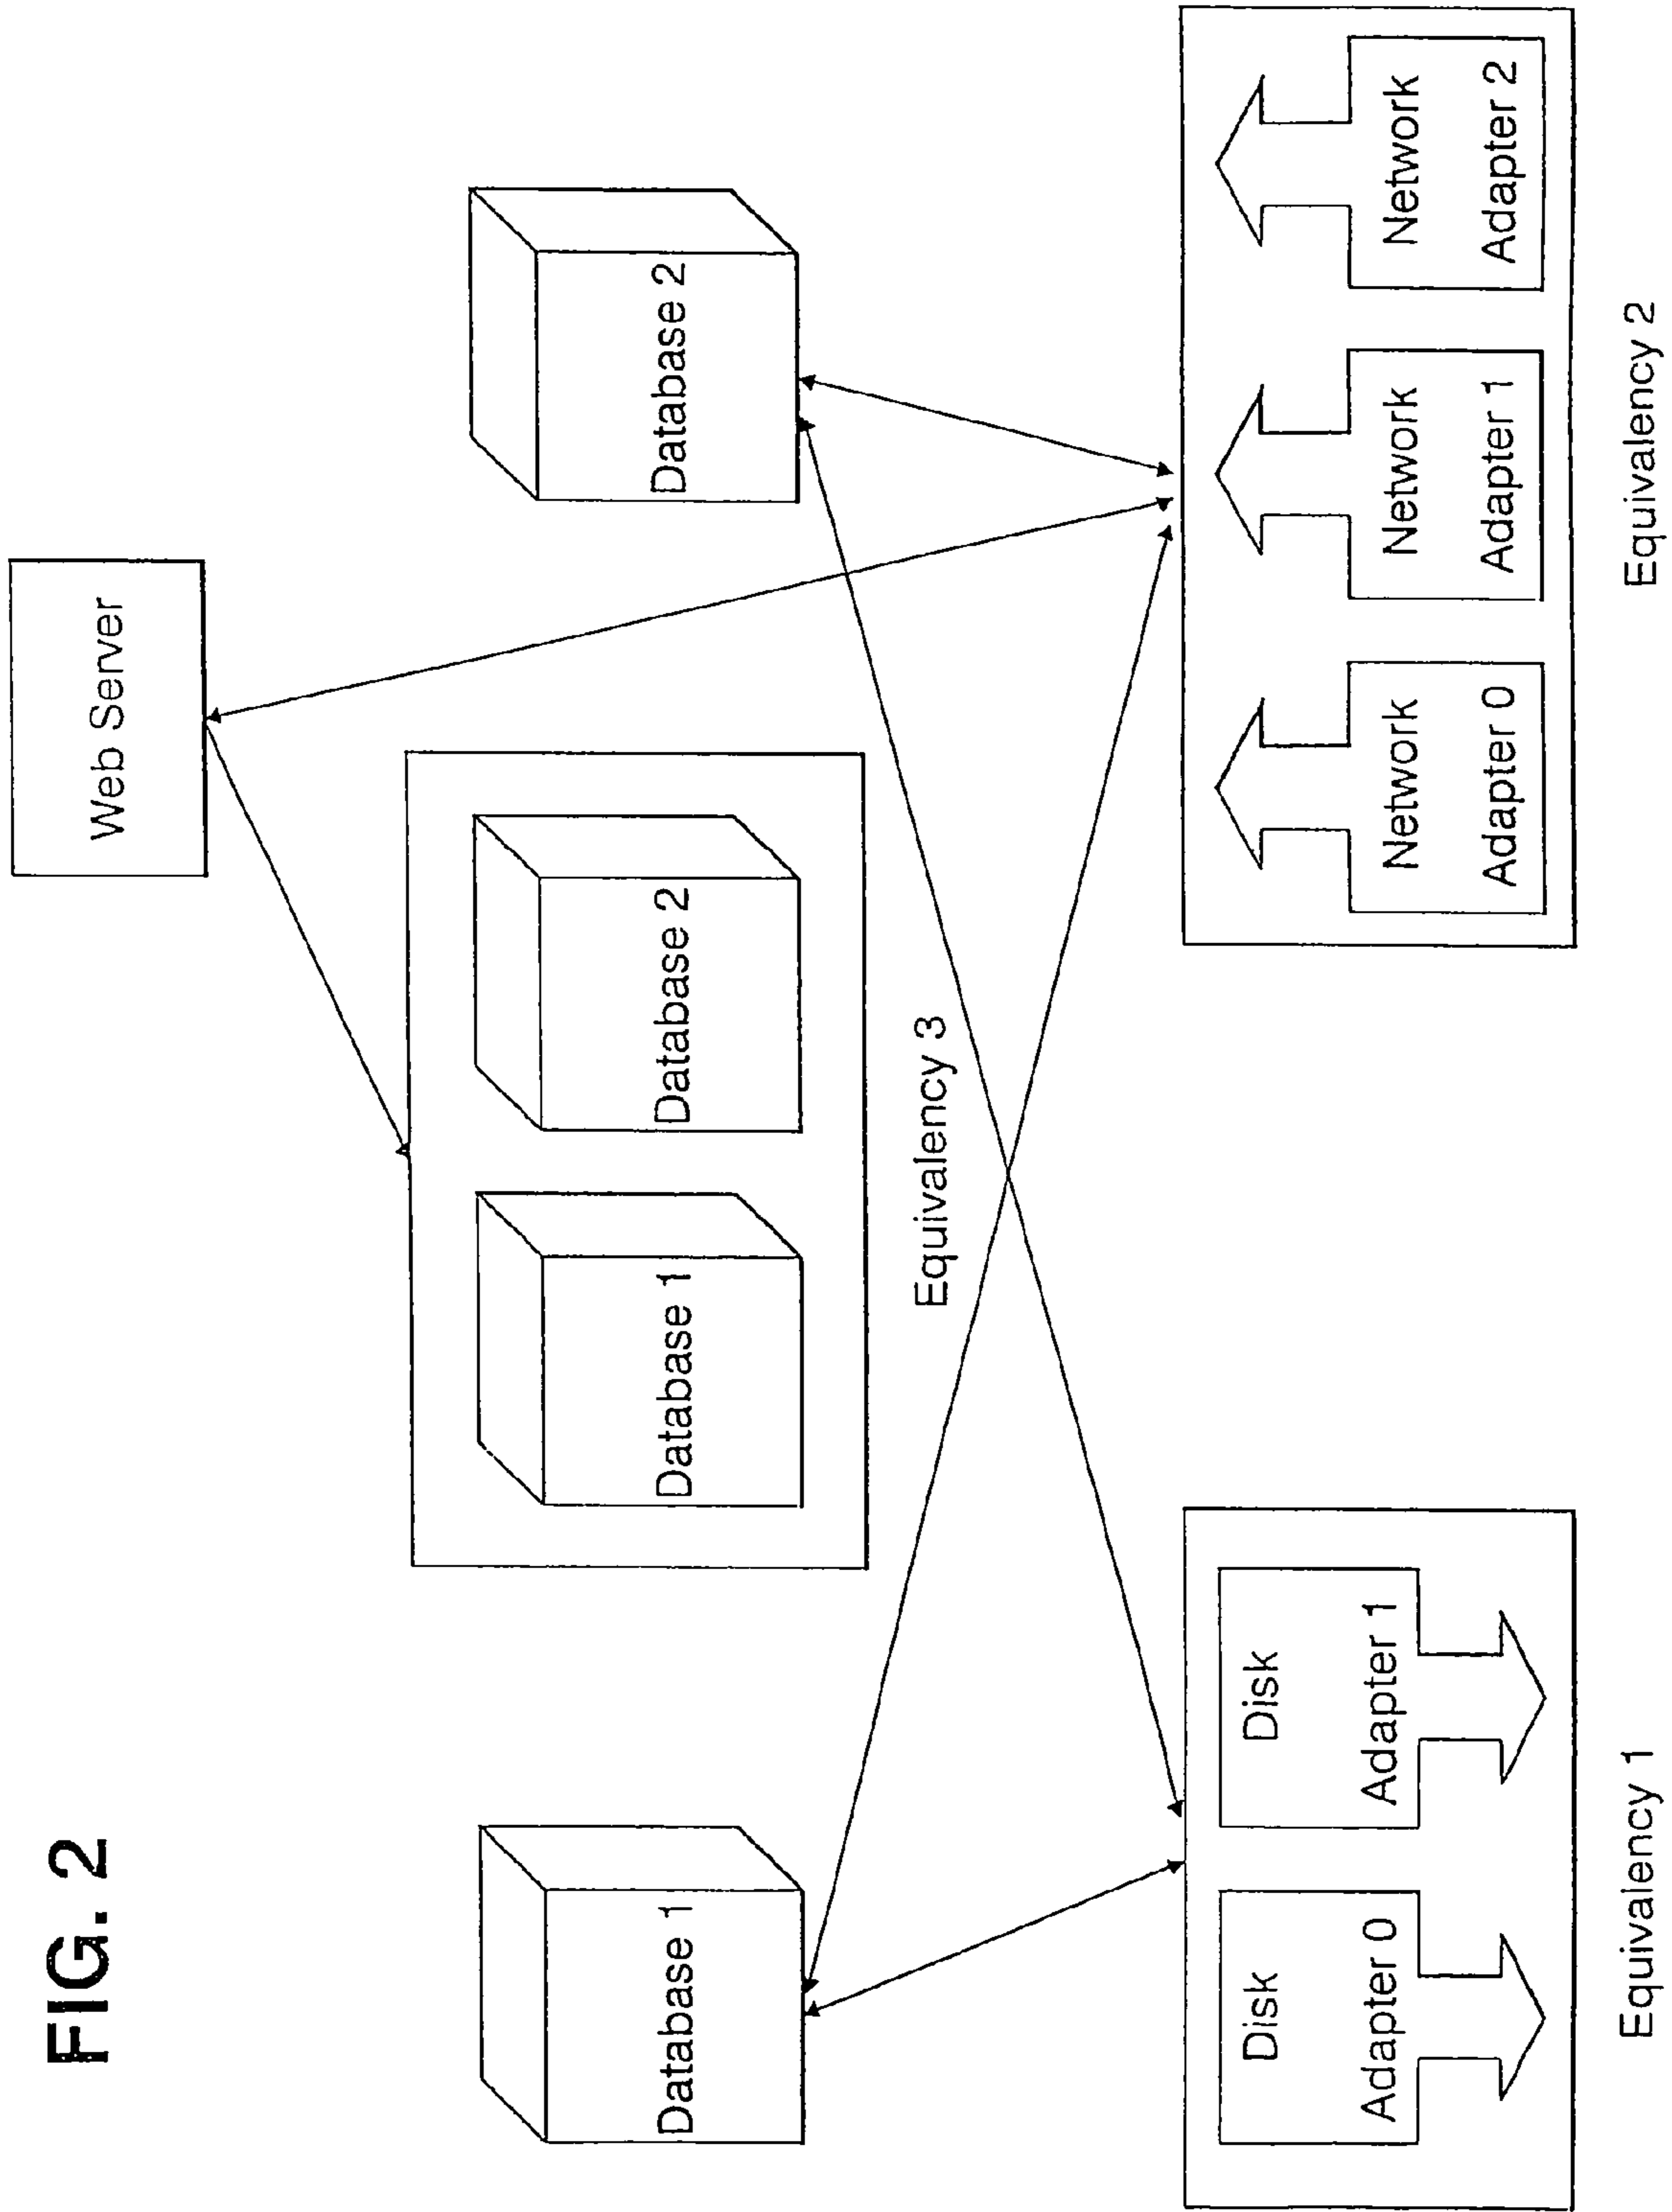 FIG. 2
Web Server
Database 1
Database 1
Database 2
Database 2
Equivalency 3
Disk
Adapter 0
Disk
Adapter 1
Network
Adapter 0
Network
Adapter 1
Network
Adapter 2
Equivalency 1
Equivalency 2